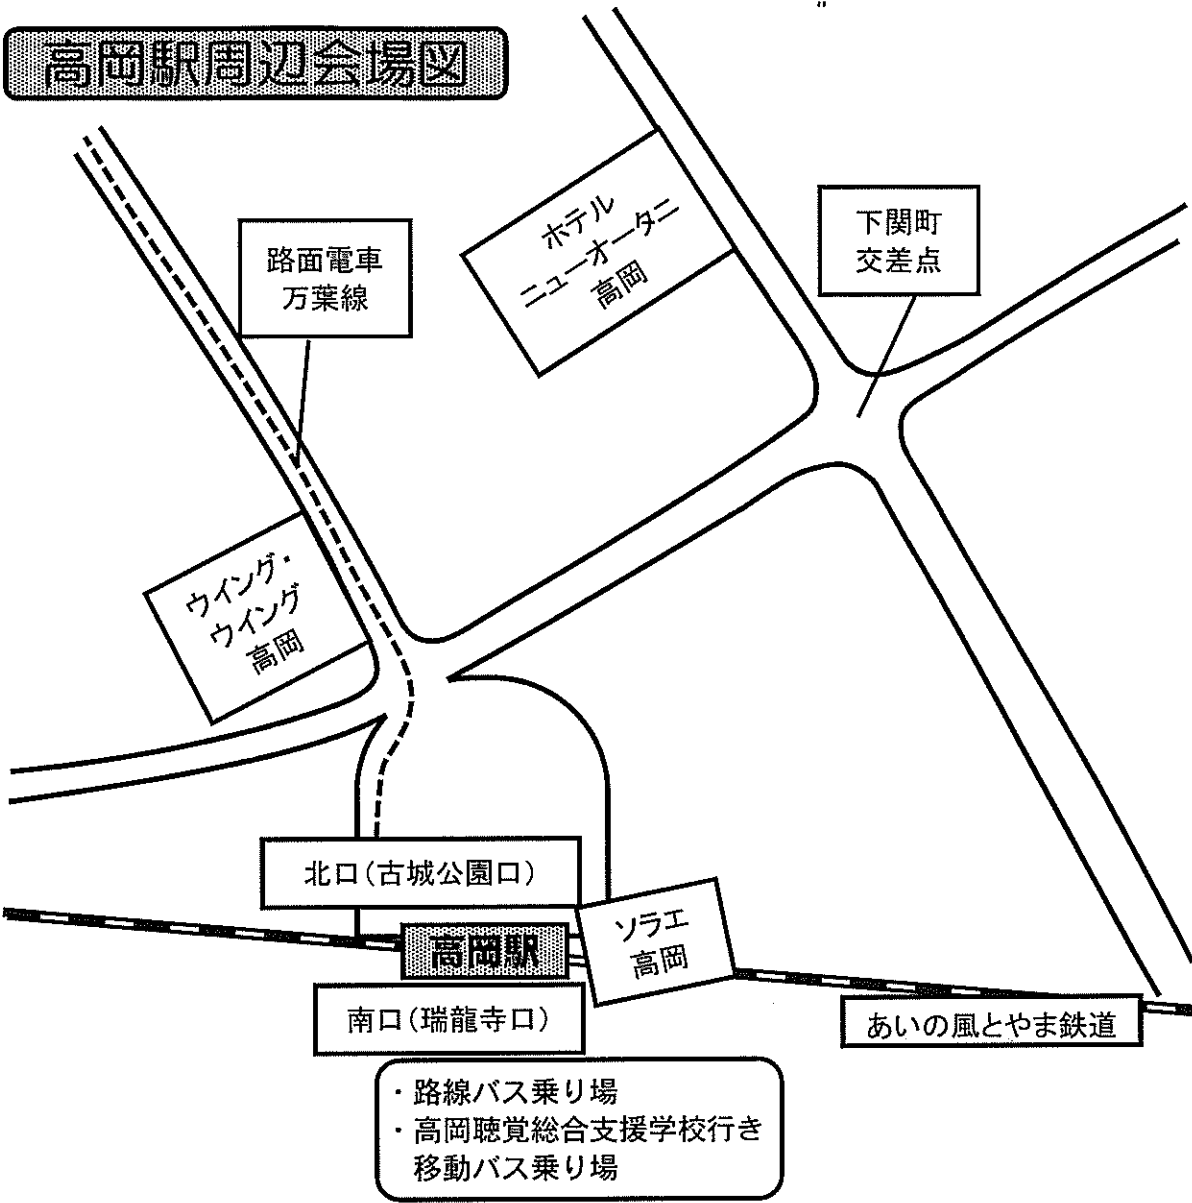 高岡駅周辺会場図
路面電車
万葉線
ホテル
ニューオータニ
高岡
下関町
交差点
ウイング・
ウイング
高岡
北口(古城公園口)
高岡駅
ソラエ
高岡
南口(瑞龍寺口)
あいの風とやま鉄道
・路線バス乗り場
・高岡聴覚総合支援学校行き
移動バス乗り場